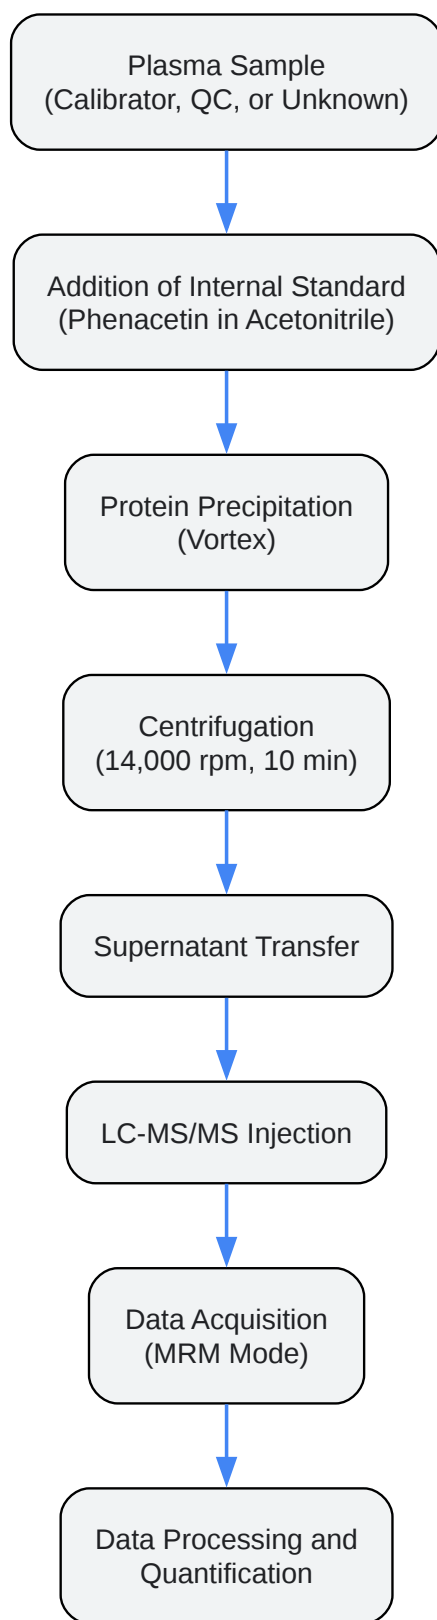 Plasma Sample
(Calibrator, QC, or Unknown)
Addition of Internal Standard
(Phenacetin in Acetonitrile)
Protein Precipitation
(Vortex)
Centrifugation
(14,000 rpm, 10 min)
Supernatant Transfer
LC-MS/MS Injection
Data Acquisition
(MRM Mode)
Data Processing and
Quantification